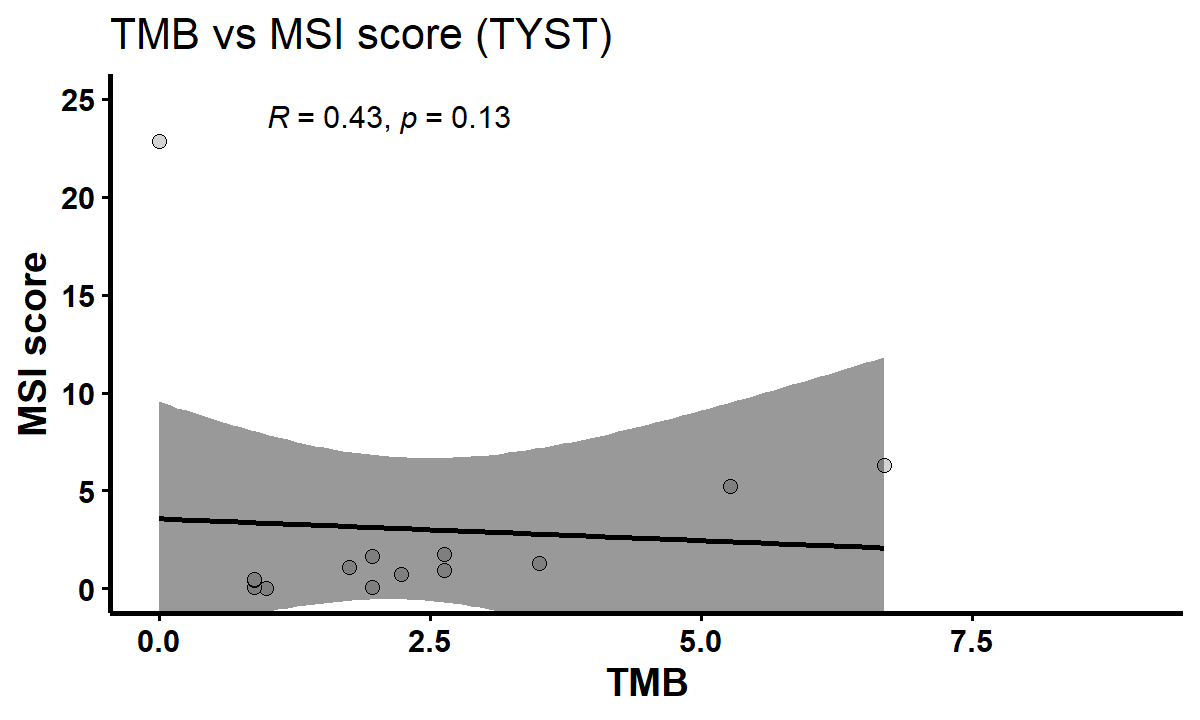 TMB vs MSI score (TYST)
R = 0.43, p = 0.13
MSI score
25
20
15
10
5
0
0.0 2.5 5.0 7.5
TMB